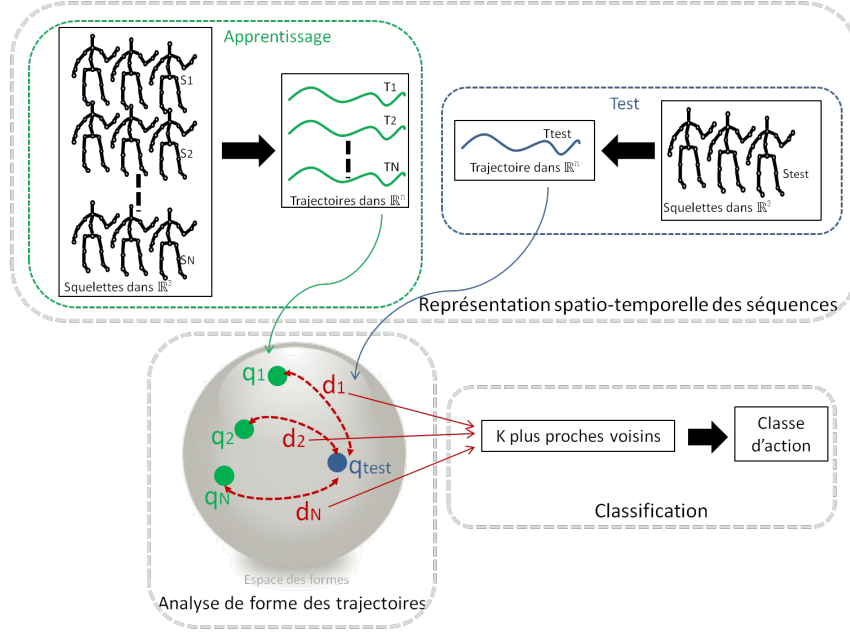 Apprentissage
S1
S2
SN
Squelettes dans ℝ³
T1
T2
TN
Trajectoires dans ℝⁿ
Test
Ttest
Trajectoire dans ℝⁿ
Stest
Squelettes dans ℝ³
Représentation spatio-temporelle des séquences
q1
d1
q2
d2
qtest
qN
dN
Espace des formes
Analyse de forme des trajectoires
K plus proches voisins
Classe
d'action
Classification